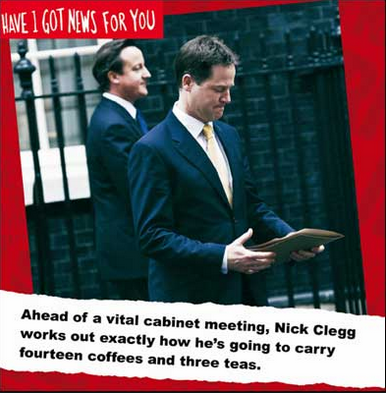 HAVE I GOT NEWS FOR YOU
Ahead of a vital cabinet meeting, Nick Clegg
works out exactly how he's going to carry
fourteen coffees and three teas.